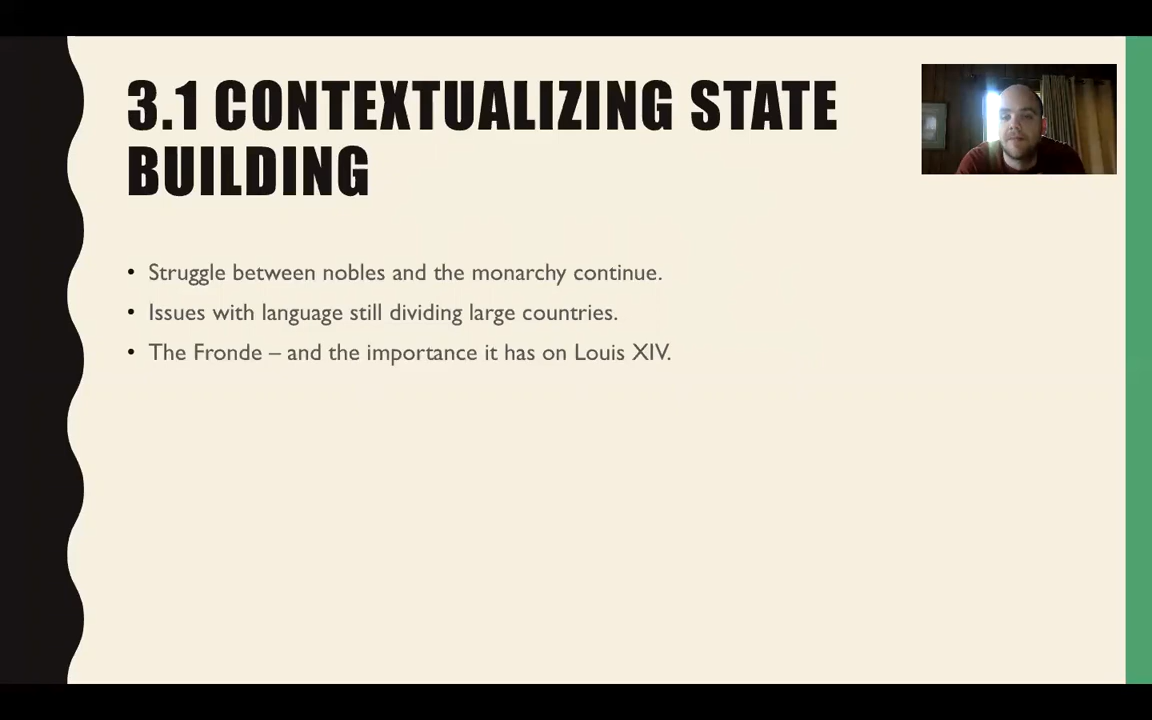 3.1 CONTEXTUALIZING STATE
BUILDING
• Struggle between nobles and the monarchy continue.
• Issues with language still dividing large countries.
• The Fronde – and the importance it has on Louis XIV.